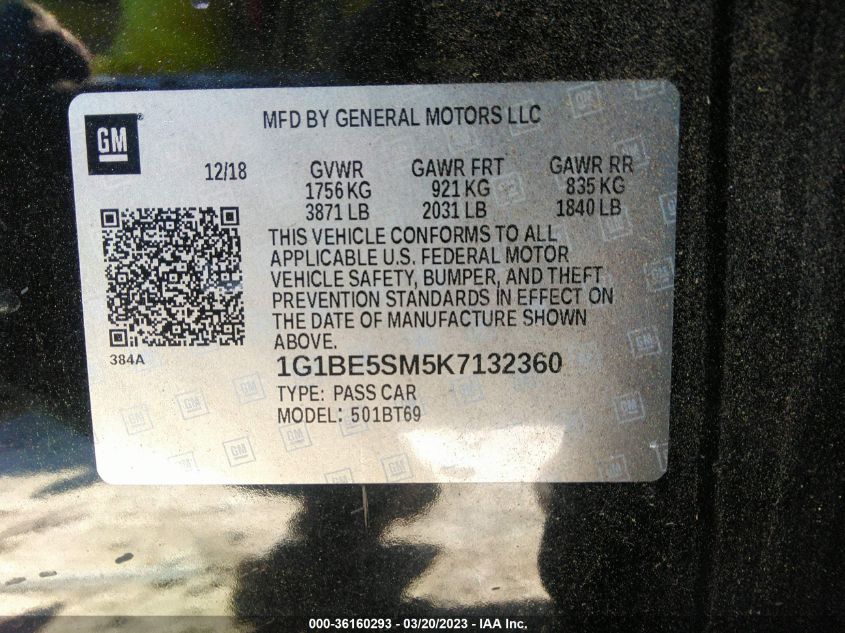 GM
MFD BY GENERAL MOTORS LLC
12/18 GVWR GAWR FRT GAWR RR
1756 KG 921 KG 835 KG
3871 LB 2031 LB 1840 LB
THIS VEHICLE CONFORMS TO ALL
APPLICABLE U.S. FEDERAL MOTOR
VEHICLE SAFETY, BUMPER, AND THEFT
PREVENTION STANDARDS IN EFFECT ON
THE DATE OF MANUFACTURE SHOWN
ABOVE.
384A
1G1BE5SM5K7132360
TYPE: PASS CAR
MODEL: 501BT69
000-36160293 - 03/20/2023 - IAA Inc.